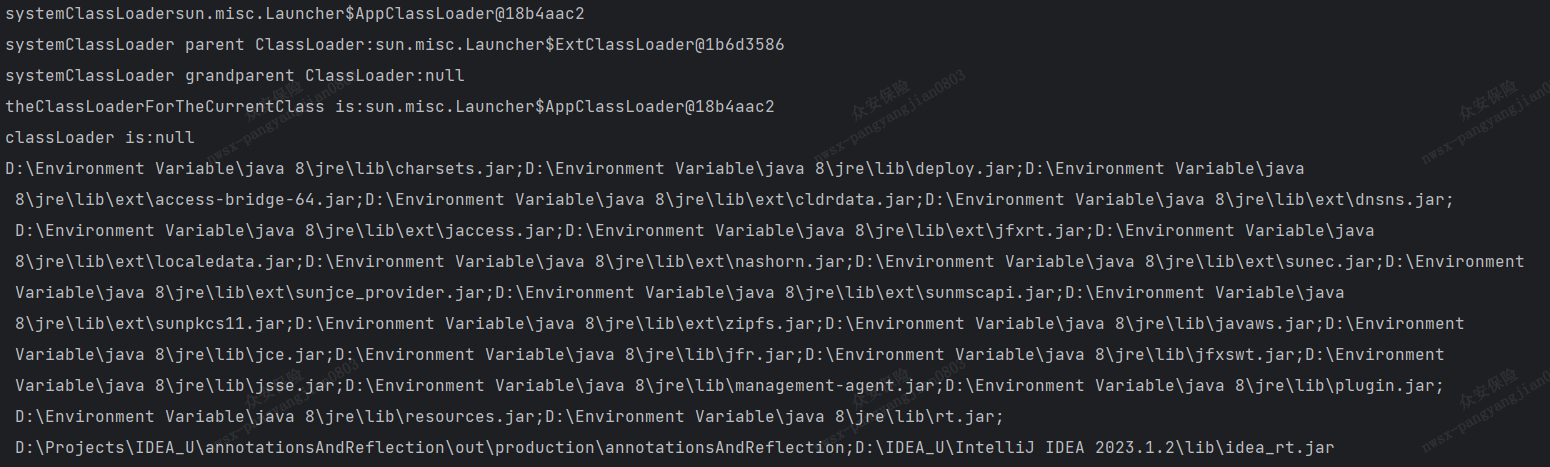 systemClassLoadersun.misc.Launcher$AppClassLoader@18b4aac2
systemClassLoader parent ClassLoader:sun.misc.Launcher$ExtClassLoader@1b6d3586
systemClassLoader grandparent ClassLoader:null
theClassLoaderForTheCurrentClass is:sun.misc.Launcher$AppClassLoader@18b4aac2
classLoader is:null
D:\Environment Variable\java 8\jre\lib\charsets.jar;D:\Environment Variable\java 8\jre\lib\deploy.jar;D:\Environment Variable\java
8\jre\lib\ext\access-bridge-64.jar;D:\Environment Variable\java 8\jre\lib\ext\cldrdata.jar;D:\Environment Variable\java 8\jre\lib\ext\dnsns.jar;
D:\Environment Variable\java 8\jre\lib\ext\jaccess.jar;D:\Environment Variable\java 8\jre\lib\ext\jfxrt.jar;D:\Environment Variable\java
8\jre\lib\ext\localedata.jar;D:\Environment Variable\java 8\jre\lib\ext\nashorn.jar;D:\Environment Variable\java 8\jre\lib\ext\sunec.jar;D:\Environment
Variable\java 8\jre\lib\ext\sunjce_provider.jar;D:\Environment Variable\java 8\jre\lib\ext\sunmscapi.jar;D:\Environment Variable\java
8\jre\lib\ext\sunpkcs11.jar;D:\Environment Variable\java 8\jre\lib\ext\zipfs.jar;D:\Environment Variable\java 8\jre\lib\javaws.jar;D:\Environment
Variable\java 8\jre\lib\jce.jar;D:\Environment Variable\java 8\jre\lib\jfr.jar;D:\Environment Variable\java 8\jre\lib\jfxswt.jar;D:\Environment
Variable\java 8\jre\lib\jsse.jar;D:\Environment Variable\java 8\jre\lib\management-agent.jar;D:\Environment Variable\java 8\jre\lib\plugin.jar;
D:\Environment Variable\java 8\jre\lib\resources.jar;D:\Environment Variable\java 8\jre\lib\rt.jar;
D:\Projects\IDEA_U\annotationsAndReflection\out\production\annotationsAndReflection;D:\IDEA_U\IntelliJ IDEA 2023.1.2\lib\idea_rt.jar
众安保险
nwsx-pangyangjian0803